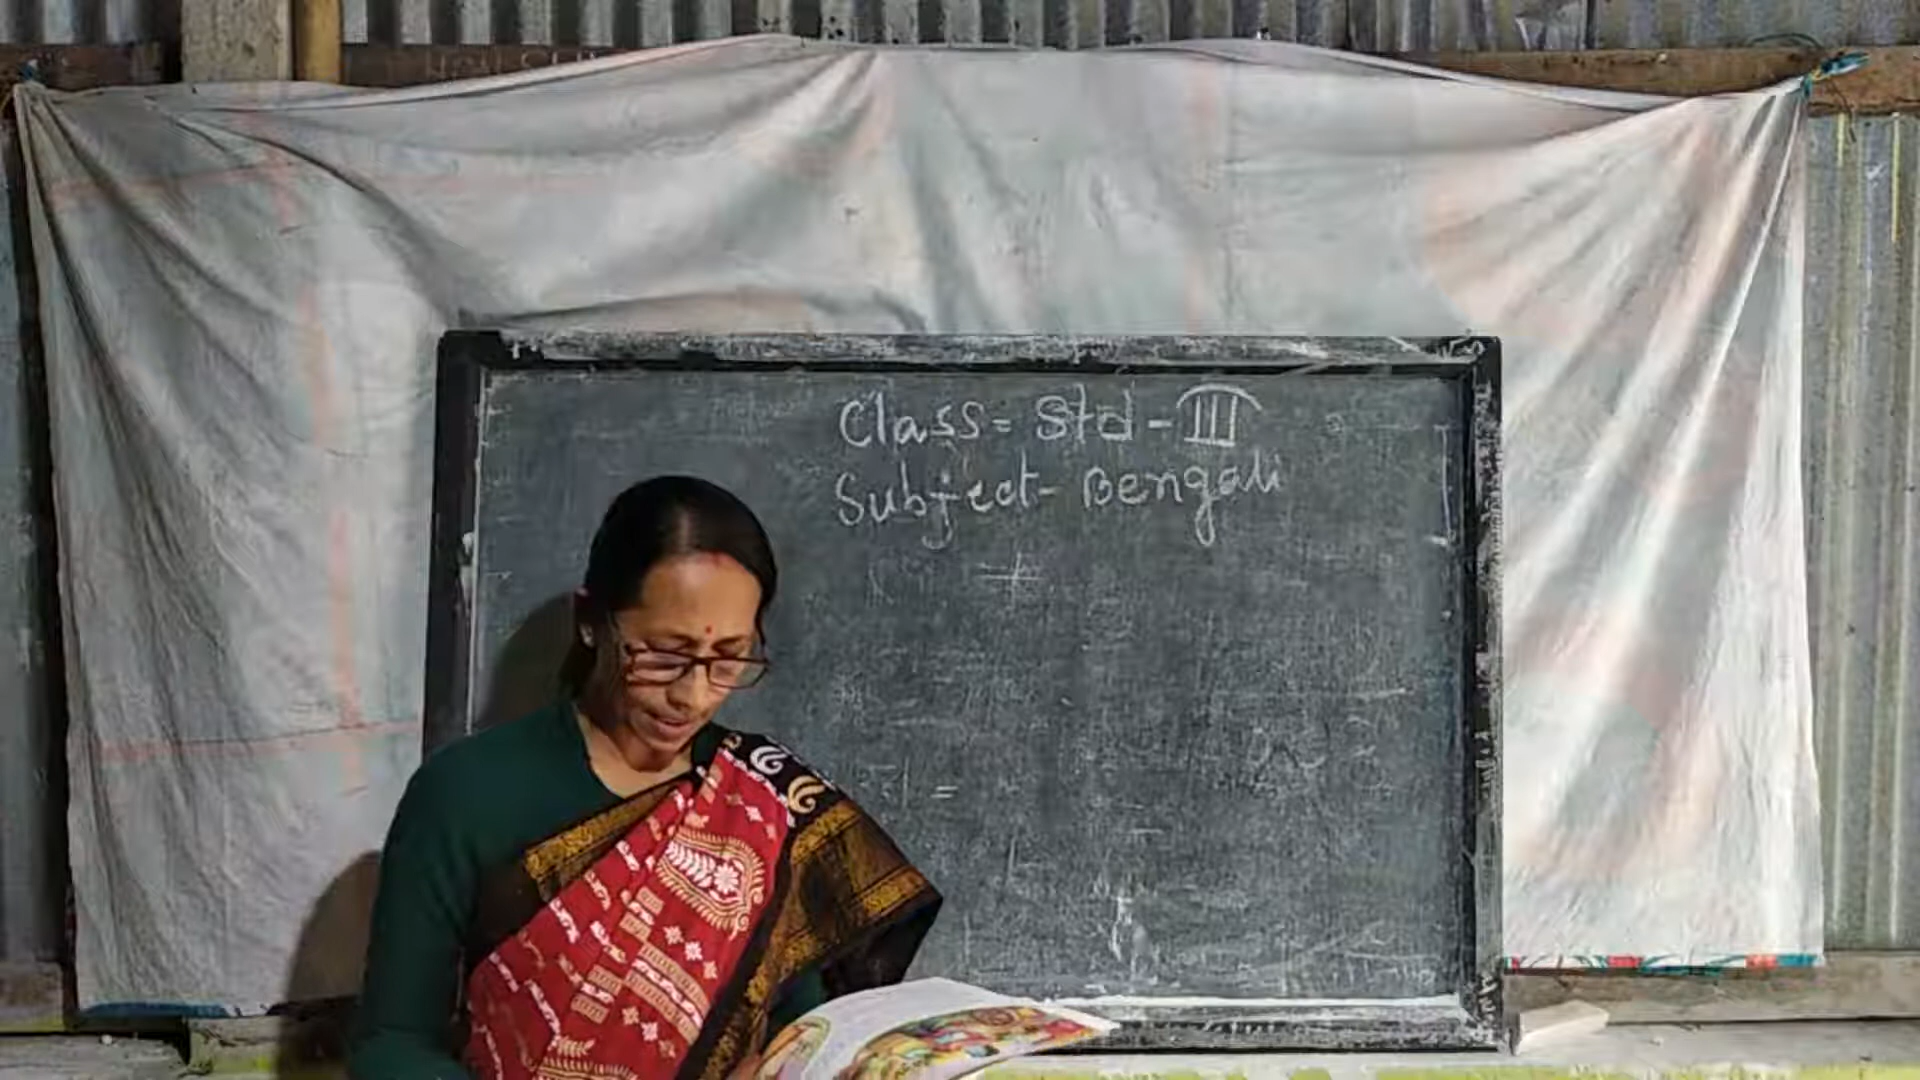 Class = Std - III
Subject - Bengali